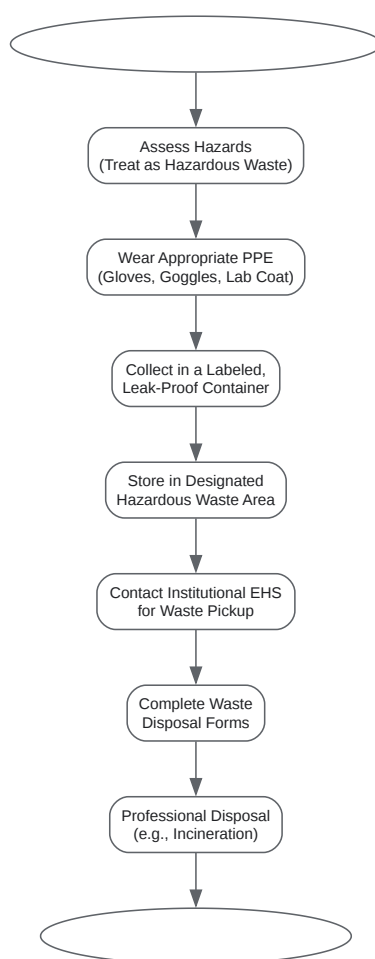 Assess Hazards
(Treat as Hazardous Waste)
Wear Appropriate PPE
(Gloves, Goggles, Lab Coat)
Collect in a Labeled,
Leak-Proof Container
Store in Designated
Hazardous Waste Area
Contact Institutional EHS
for Waste Pickup
Complete Waste
Disposal Forms
Professional Disposal
(e.g., Incineration)